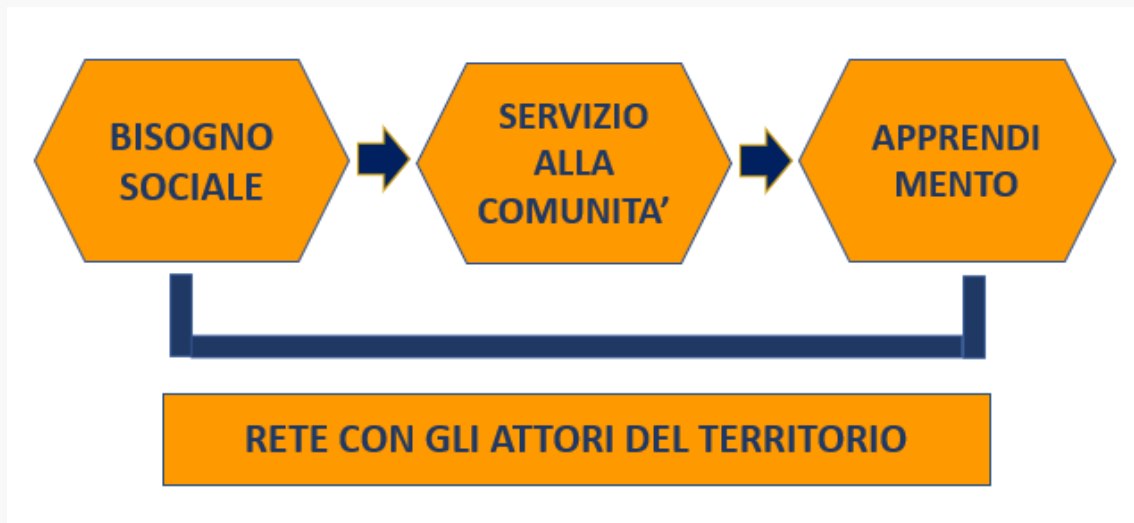 BISOGNO
SOCIALE
SERVIZIO
ALLA
COMUNITA’
APPRENDI
MENTO
RETE CON GLI ATTORI DEL TERRITORIO